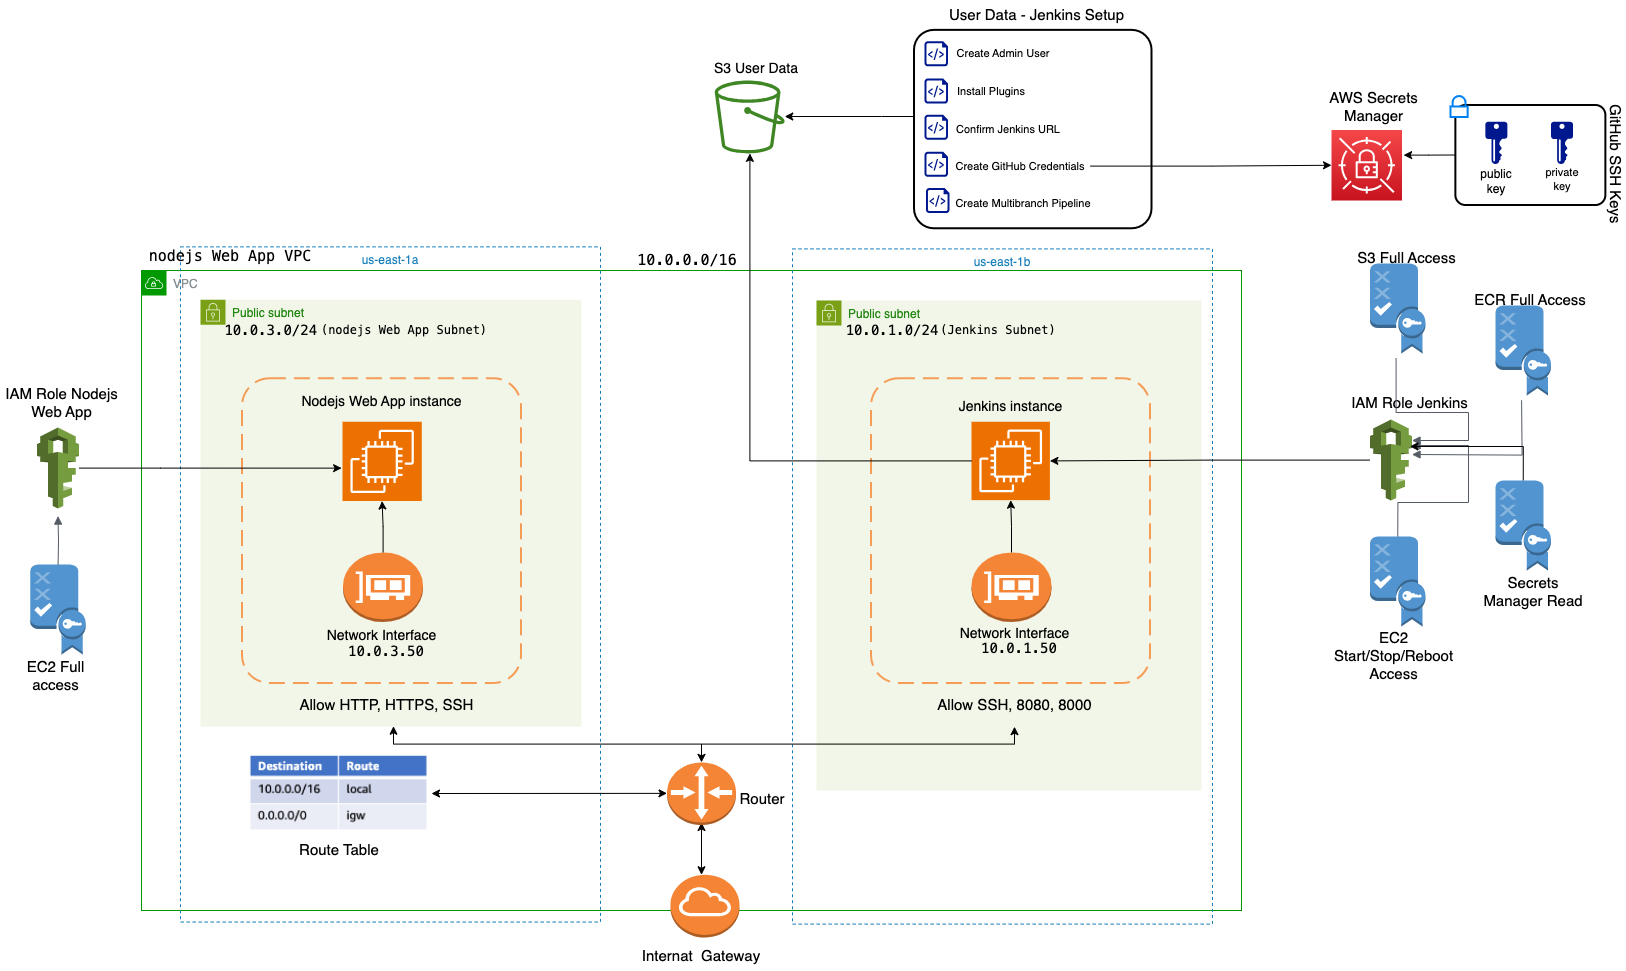 User Data - Jenkins Setup
Create Admin User
Install Plugins
Confirm Jenkins URL
Create GitHub Credentials
Create Multibranch Pipeline
S3 User Data
AWS Secrets
Manager
public
key
private
key
GitHub SSH Keys
nodejs Web App VPC
us-east-1a
10.0.0.0/16
us-east-1b
VPC
Public subnet
10.0.3.0/24 (nodejs Web App Subnet)
Public subnet
10.0.1.0/24 (Jenkins Subnet)
S3 Full Access
ECR Full Access
IAM Role Nodejs
Web App
Nodejs Web App instance
Jenkins instance
IAM Role Jenkins
Network Interface
10.0.3.50
Network Interface
10.0.1.50
Secrets
Manager Read
EC2
Start/Stop/Reboot
Access
EC2 Full
access
Allow HTTP, HTTPS, SSH
Allow SSH, 8080, 8000
Destination Route
10.0.0.0/16 local
0.0.0.0/0 igw
Route Table
Router
Internat Gateway